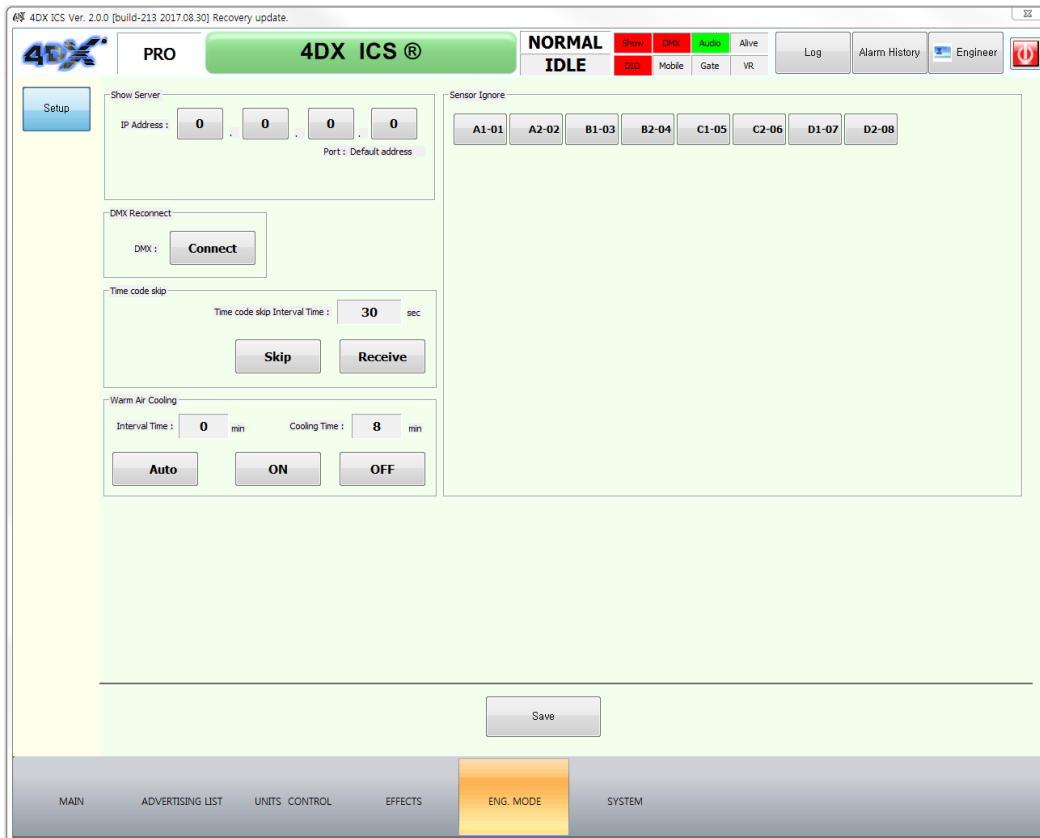 4DX ICS Ver. 2.0.0 [build-213 2017.08.30] Recovery update.
4DX PRO 4DX ICS ® NORMAL IDLE Show DMX Audio Alive Log Alarm History Engineer
DIO Mobile Gate VR
Setup
Show Server
IP Address : 0 . 0 . 0 . 0
Port : Default address
Sensor Ignore
A1-01 A2-02 B1-03 B2-04 C1-05 C2-06 D1-07 D2-08
DMX Reconnect
DMX : Connect
Time code skip
Time code skip Interval Time : 30 sec
Skip Receive
Warm Air Cooling
Interval Time : 0 min Cooling Time : 8 min
Auto ON OFF
Save
MAIN ADVERTISING LIST UNITS CONTROL EFFECTS ENG. MODE SYSTEM